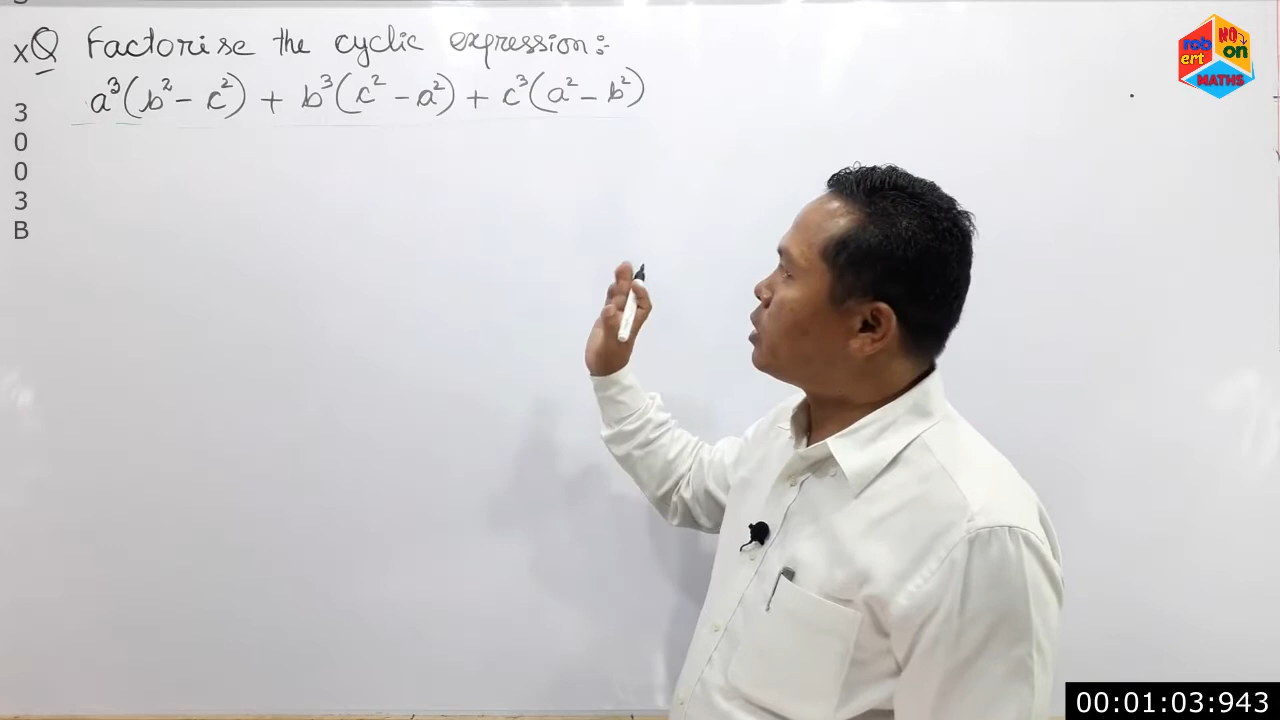 xQ Factorise the cyclic expression:-
a³(b² - c²) + b³(c² - a²) + c³(a² - b²)
3
0
0
3
B
rob
ert
NO
on
MATHS
00:01:03:943